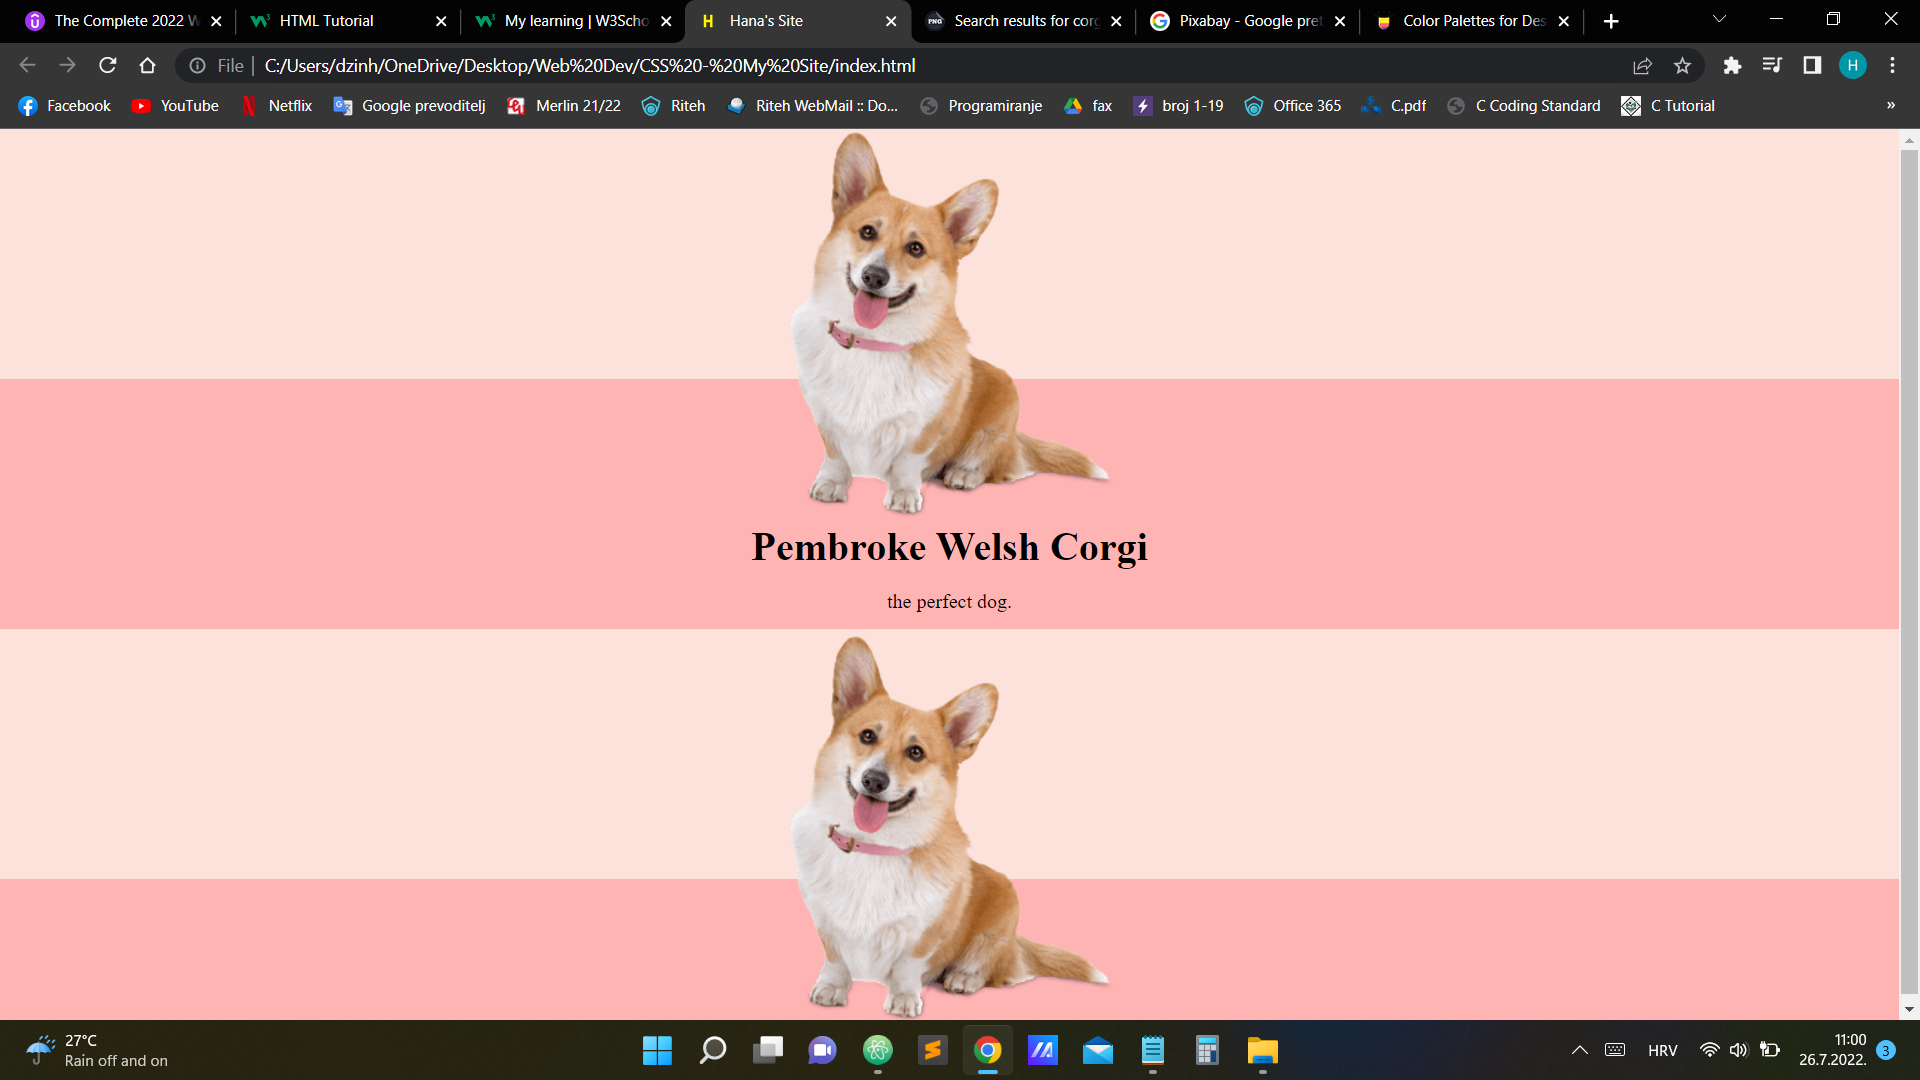 The Complete 2022 W
HTML Tutorial
My learning | W3Scho
H Hana's Site
PNG Search results for corg
Pixabay - Google pret
Color Palettes for Des
File C:/Users/dzinh/OneDrive/Desktop/Web%20Dev/CSS%20-%20My%20Site/index.html
H
Facebook YouTube Netflix Google prevoditelj Merlin 21/22 Riteh Riteh WebMail :: Do... Programiranje fax broj 1-19 Office 365 C.pdf C Coding Standard C Tutorial »
Pembroke Welsh Corgi
the perfect dog.
27°C
Rain off and on
HRV
11:00
26.7.2022.
3